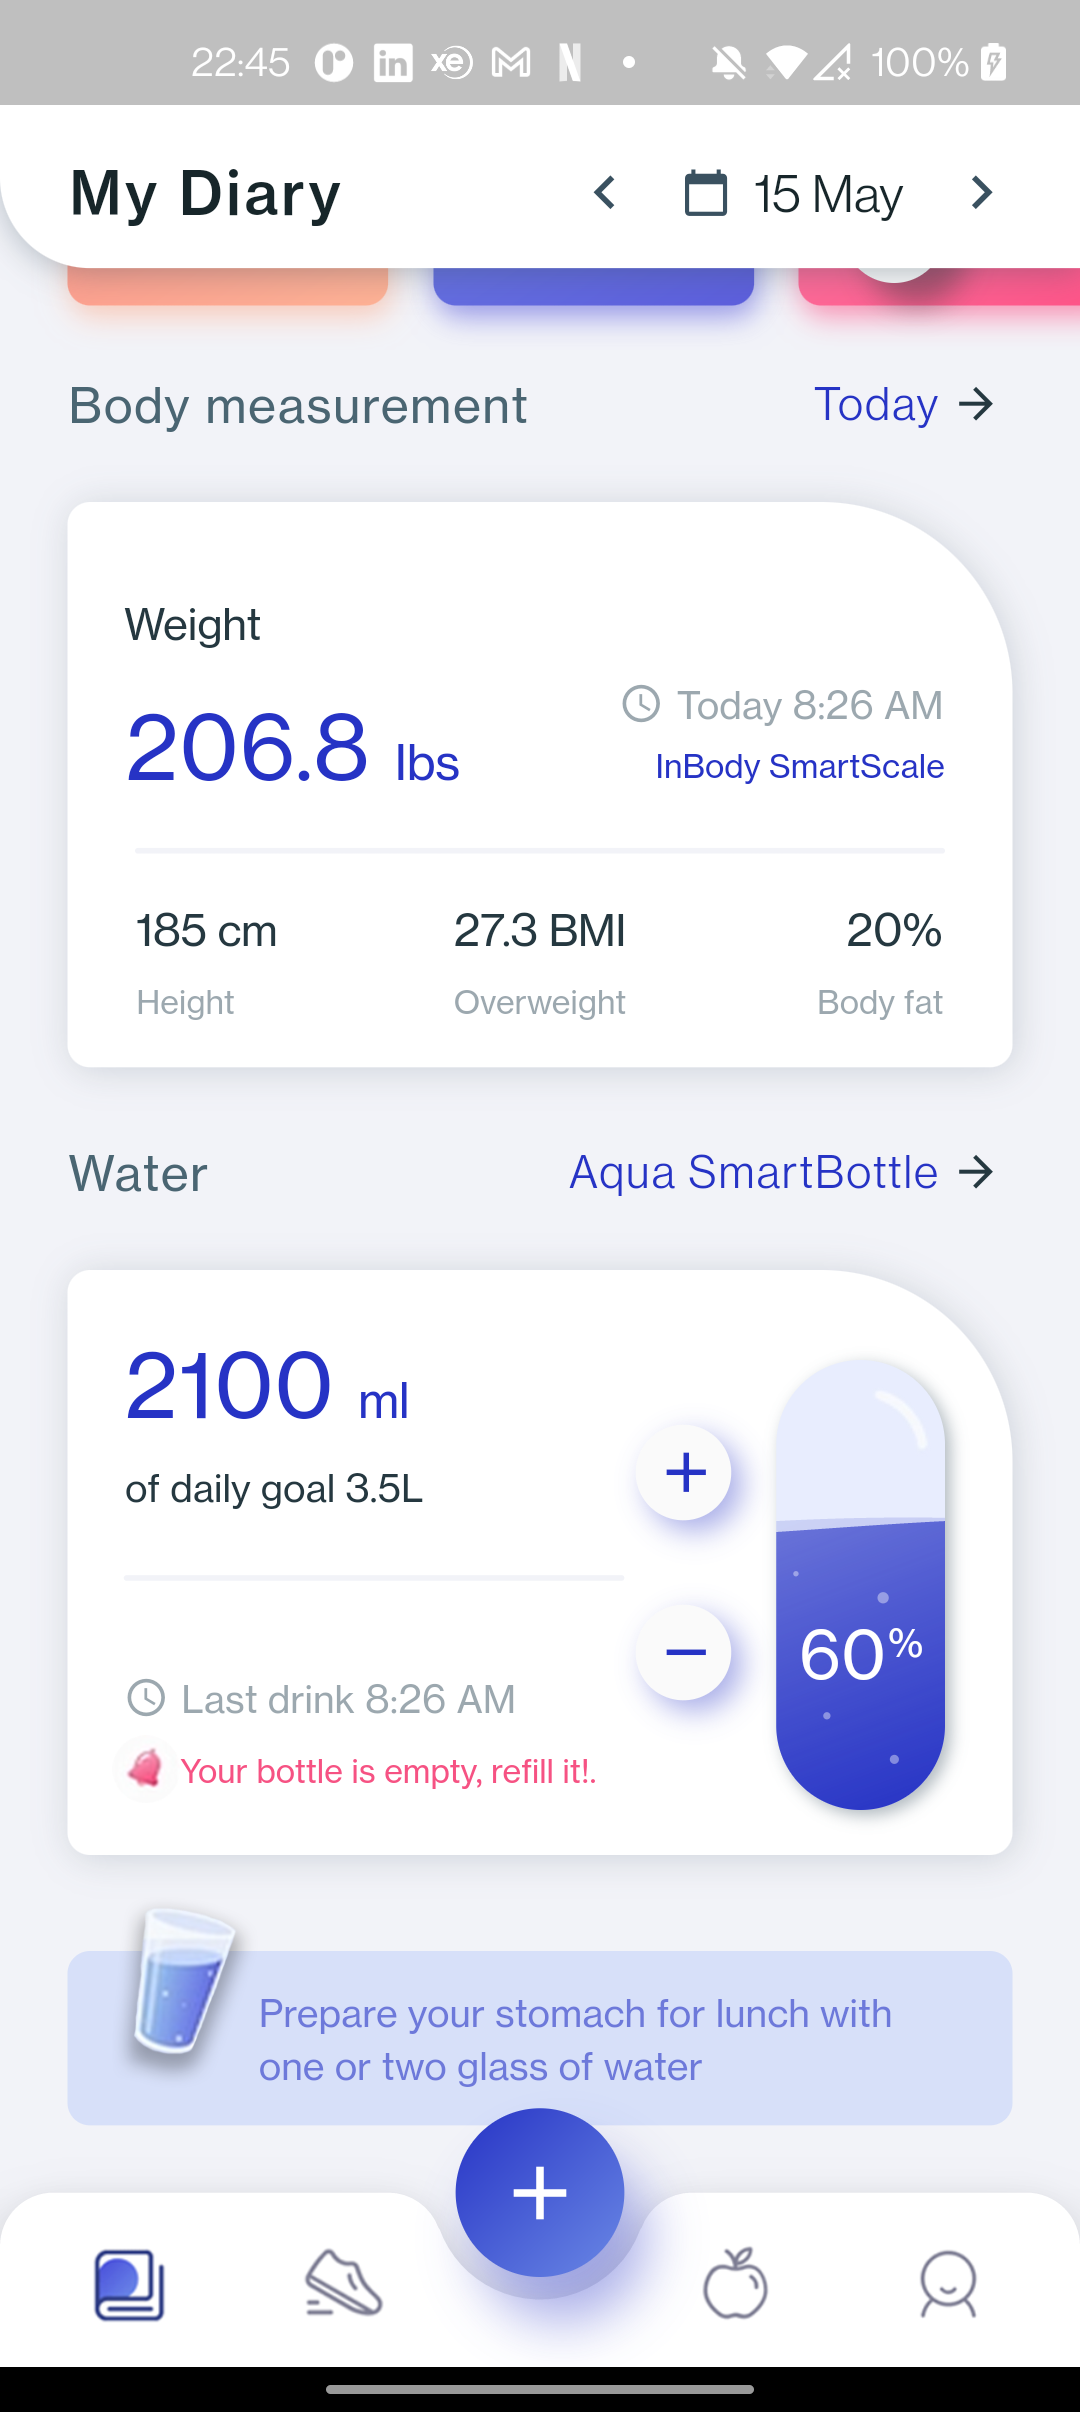 22:45
in
xe
N
100%
My Diary
15 May
Body measurement
Today
Weight
206.8 lbs
Today 8:26 AM
InBody SmartScale
185 cm
27.3 BMI
20%
Height
Overweight
Body fat
Water
Aqua SmartBottle
2100 ml
of daily goal 3.5L
60%
Last drink 8:26 AM
Your bottle is empty, refill it!.
Prepare your stomach for lunch with
one or two glass of water